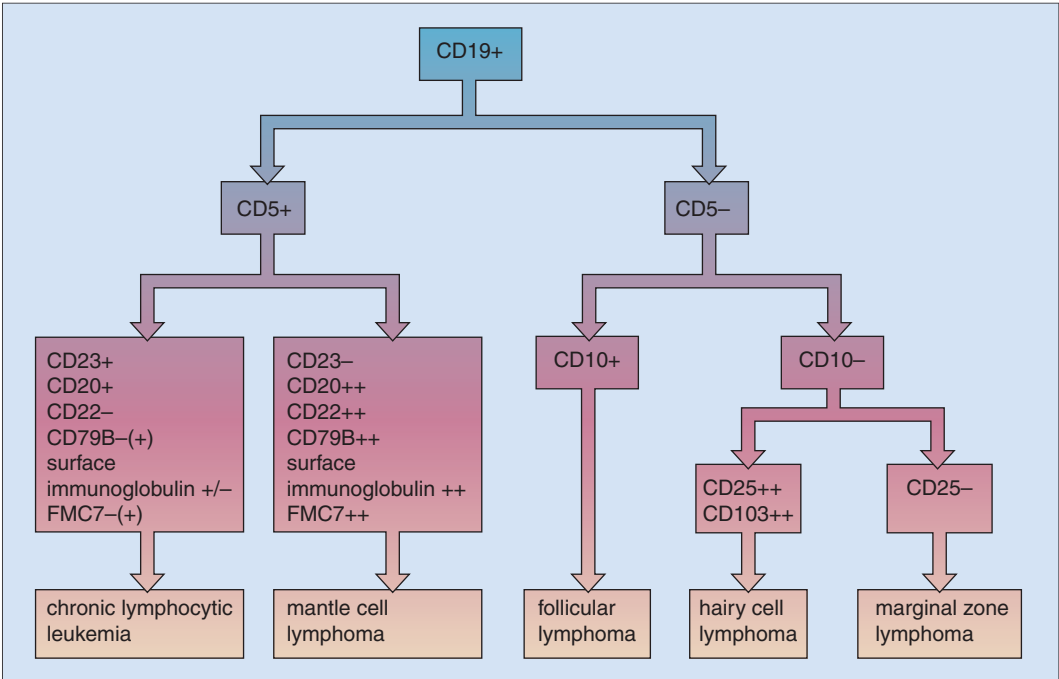 CD19+
CD5+
CD5–
CD23+
CD20+
CD22–
CD79B–(+)
surface
immunoglobulin +/–
FMC7–(+)
CD23–
CD20++
CD22++
CD79B++
surface
immunoglobulin ++
FMC7++
CD10+
CD10–
CD25++
CD103++
CD25–
chronic lymphocytic
leukemia
mantle cell
lymphoma
follicular
lymphoma
hairy cell
lymphoma
marginal zone
lymphoma